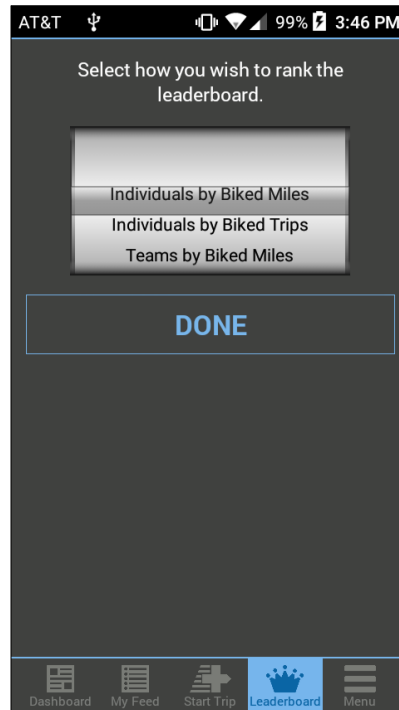 AT&T 99% 3:46 PM
Select how you wish to rank the
leaderboard.
Individuals by Biked Miles
Individuals by Biked Trips
Teams by Biked Miles
DONE
Dashboard My Feed Start Trip Leaderboard Menu